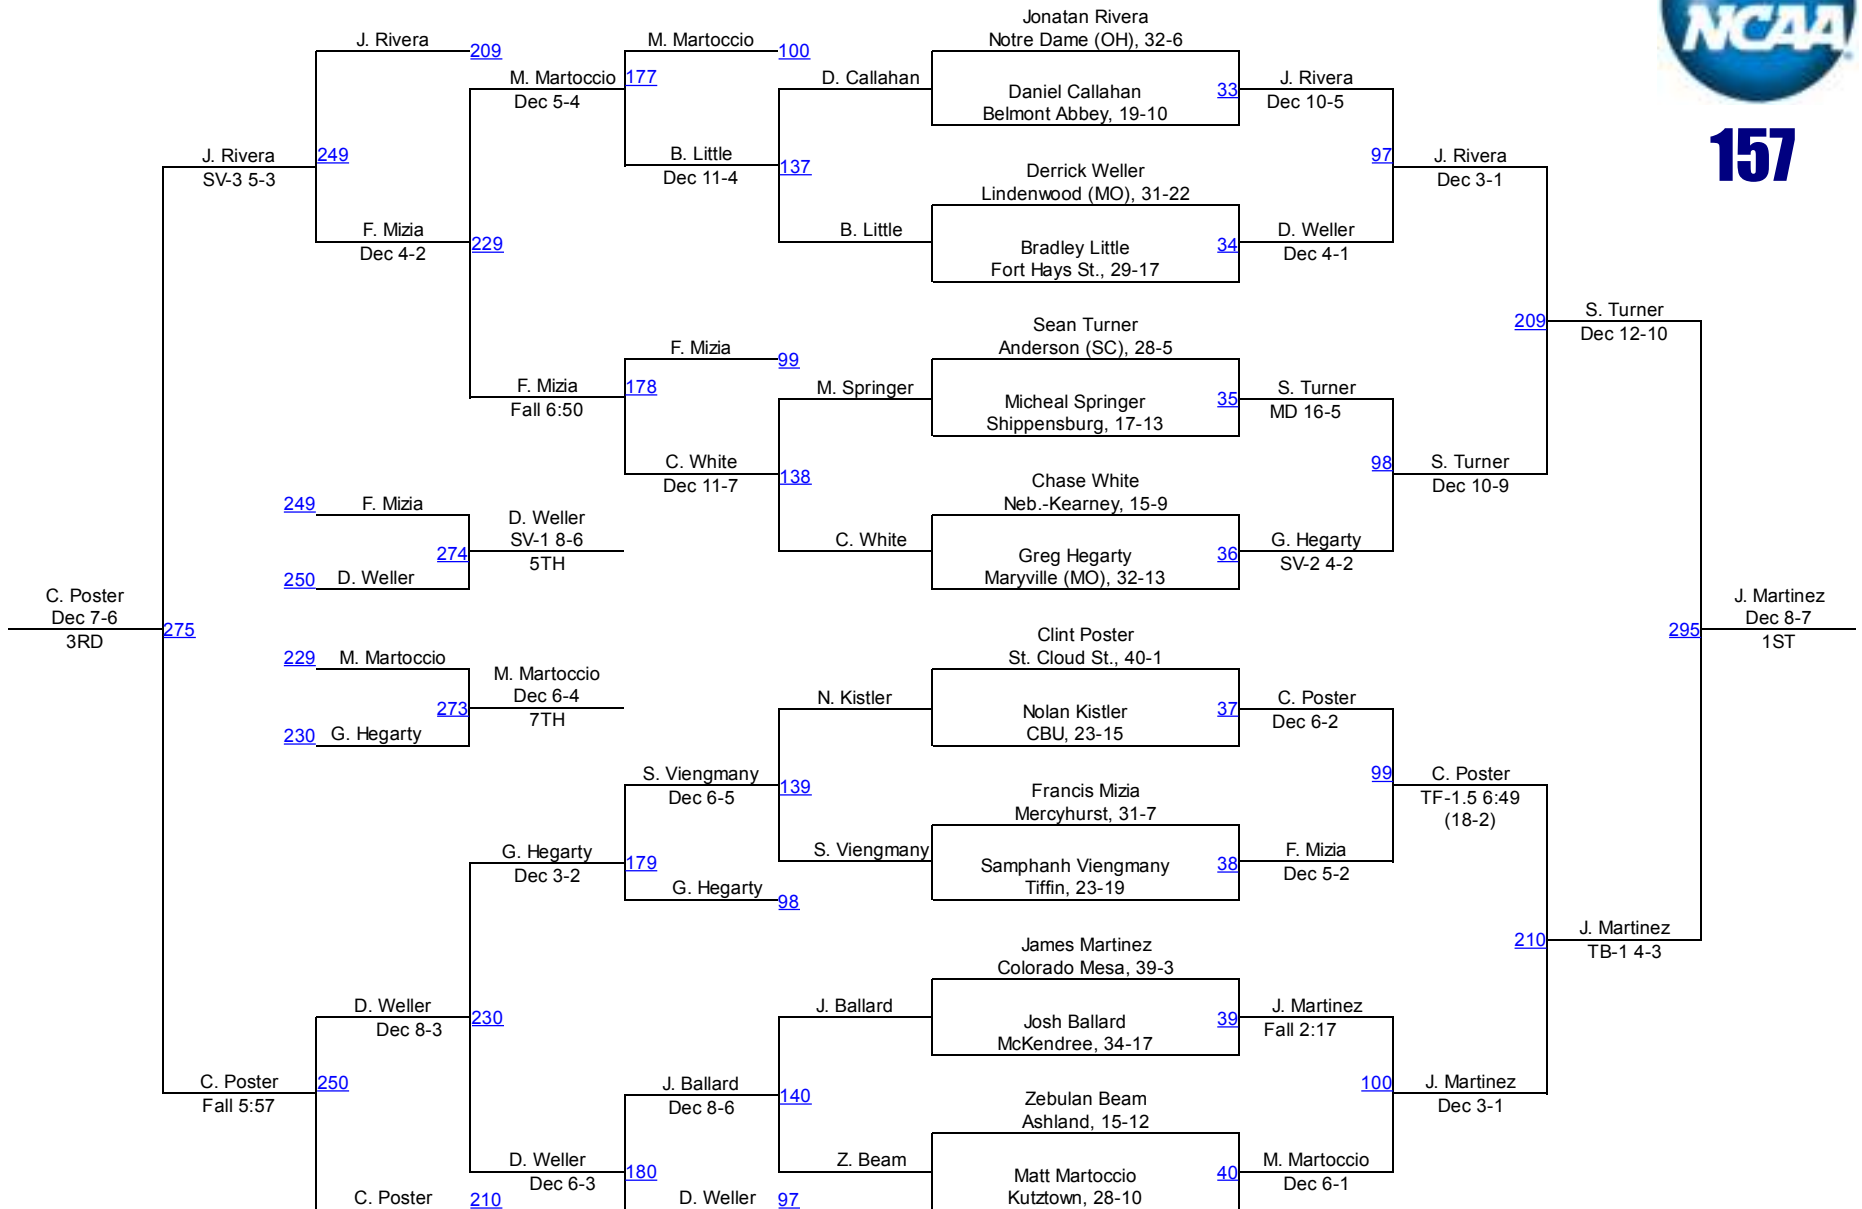 NCAA
157
J. Rivera
209
M. Martoccio
100
Jonatan Rivera
Notre Dame (OH), 32-6
M. Martoccio
Dec 5-4
177
D. Callahan
Daniel Callahan
Belmont Abbey, 19-10
33
J. Rivera
Dec 10-5
J. Rivera
SV-3 5-3
249
B. Little
Dec 11-4
137
Derrick Weller
Lindenwood (MO), 31-22
97
J. Rivera
Dec 3-1
F. Mizia
Dec 4-2
229
B. Little
Bradley Little
Fort Hays St., 29-17
34
D. Weller
Dec 4-1
209
S. Turner
Dec 12-10
F. Mizia
99
Sean Turner
Anderson (SC), 28-5
F. Mizia
Fall 6:50
178
M. Springer
Micheal Springer
Shippensburg, 17-13
35
S. Turner
MD 16-5
C. White
Dec 11-7
138
Chase White
Neb.-Kearney, 15-9
98
S. Turner
Dec 10-9
249
F. Mizia
274
D. Weller
SV-1 8-6
5TH
250
D. Weller
C. White
Greg Hegarty
Maryville (MO), 32-13
36
G. Hegarty
SV-2 4-2
C. Poster
Dec 7-6
3RD
275
295
J. Martinez
Dec 8-7
1ST
229
M. Martoccio
273
M. Martoccio
Dec 6-4
7TH
230
G. Hegarty
Clint Poster
St. Cloud St., 40-1
N. Kistler
Nolan Kistler
CBU, 23-15
37
C. Poster
Dec 6-2
S. Viengmany
Dec 6-5
139
Francis Mizia
Mercyhurst, 31-7
99
C. Poster
TF-1.5 6:49
(18-2)
G. Hegarty
Dec 3-2
179
S. Viengmany
Samphanh Viengmany
Tiffin, 23-19
38
F. Mizia
Dec 5-2
G. Hegarty
98
210
J. Martinez
TB-1 4-3
James Martinez
Colorado Mesa, 39-3
D. Weller
Dec 8-3
230
J. Ballard
Josh Ballard
McKendree, 34-17
39
J. Martinez
Fall 2:17
C. Poster
Fall 5:57
250
J. Ballard
Dec 8-6
140
Zebulan Beam
Ashland, 15-12
100
J. Martinez
Dec 3-1
D. Weller
Dec 6-3
180
Z. Beam
Matt Martoccio
Kutztown, 28-10
40
M. Martoccio
Dec 6-1
C. Poster
210
D. Weller
97